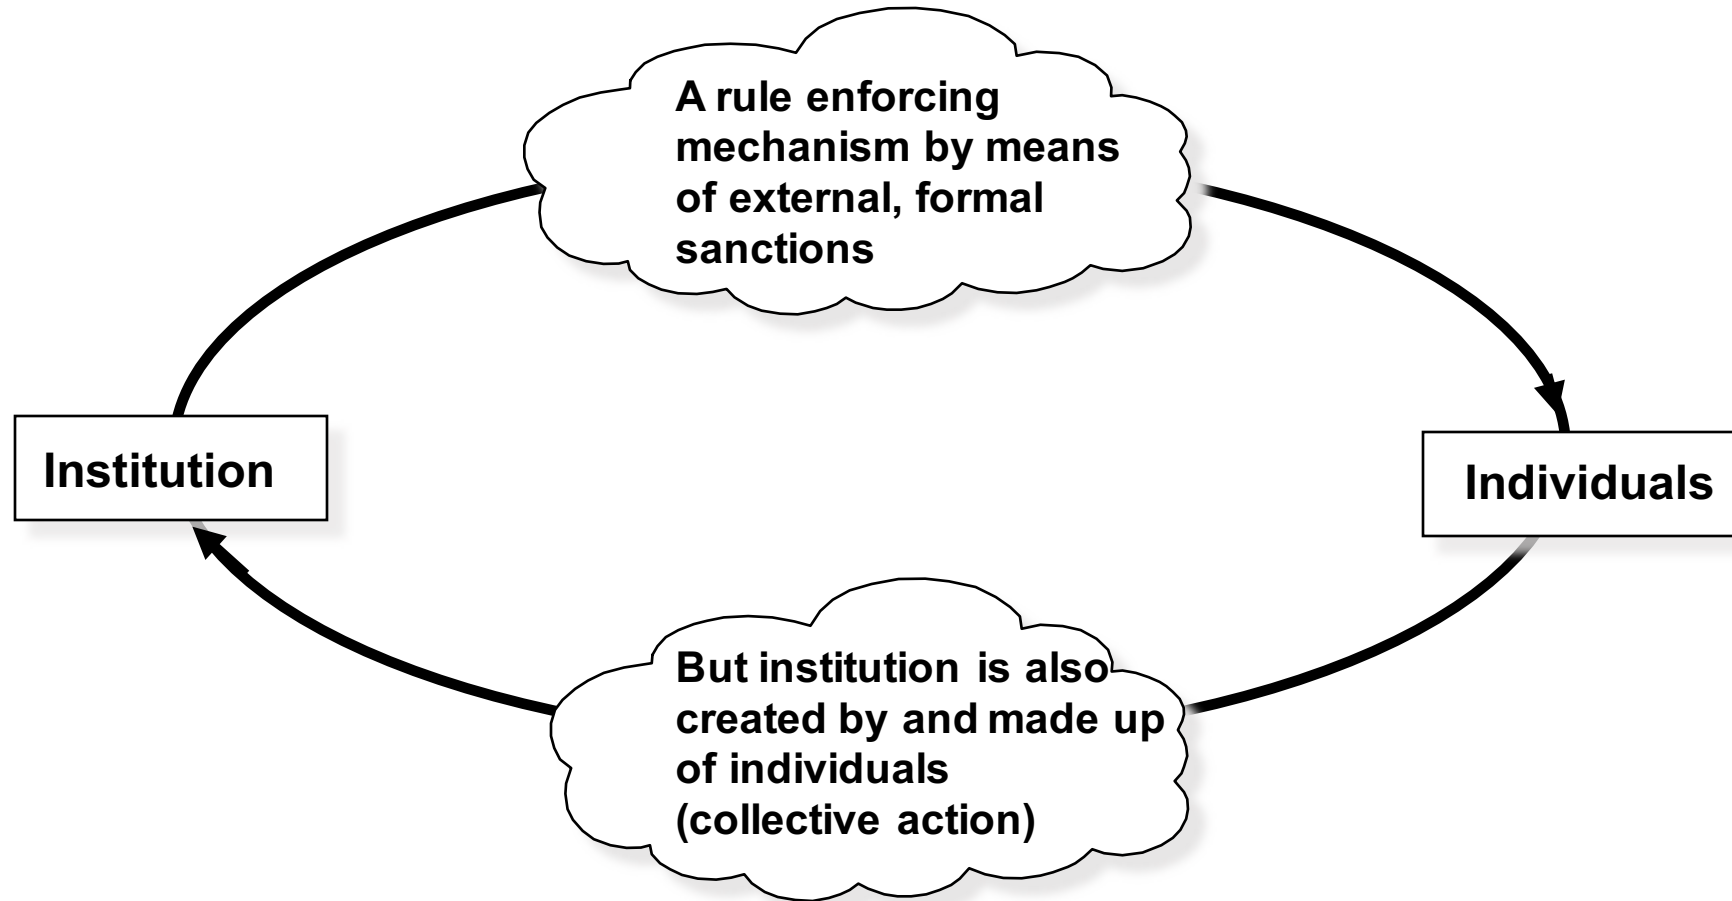 A rule enforcing
mechanism by means
of external, formal
sanctions
Institution
Individuals
But institution is also
created by and made up
of individuals
(collective action)